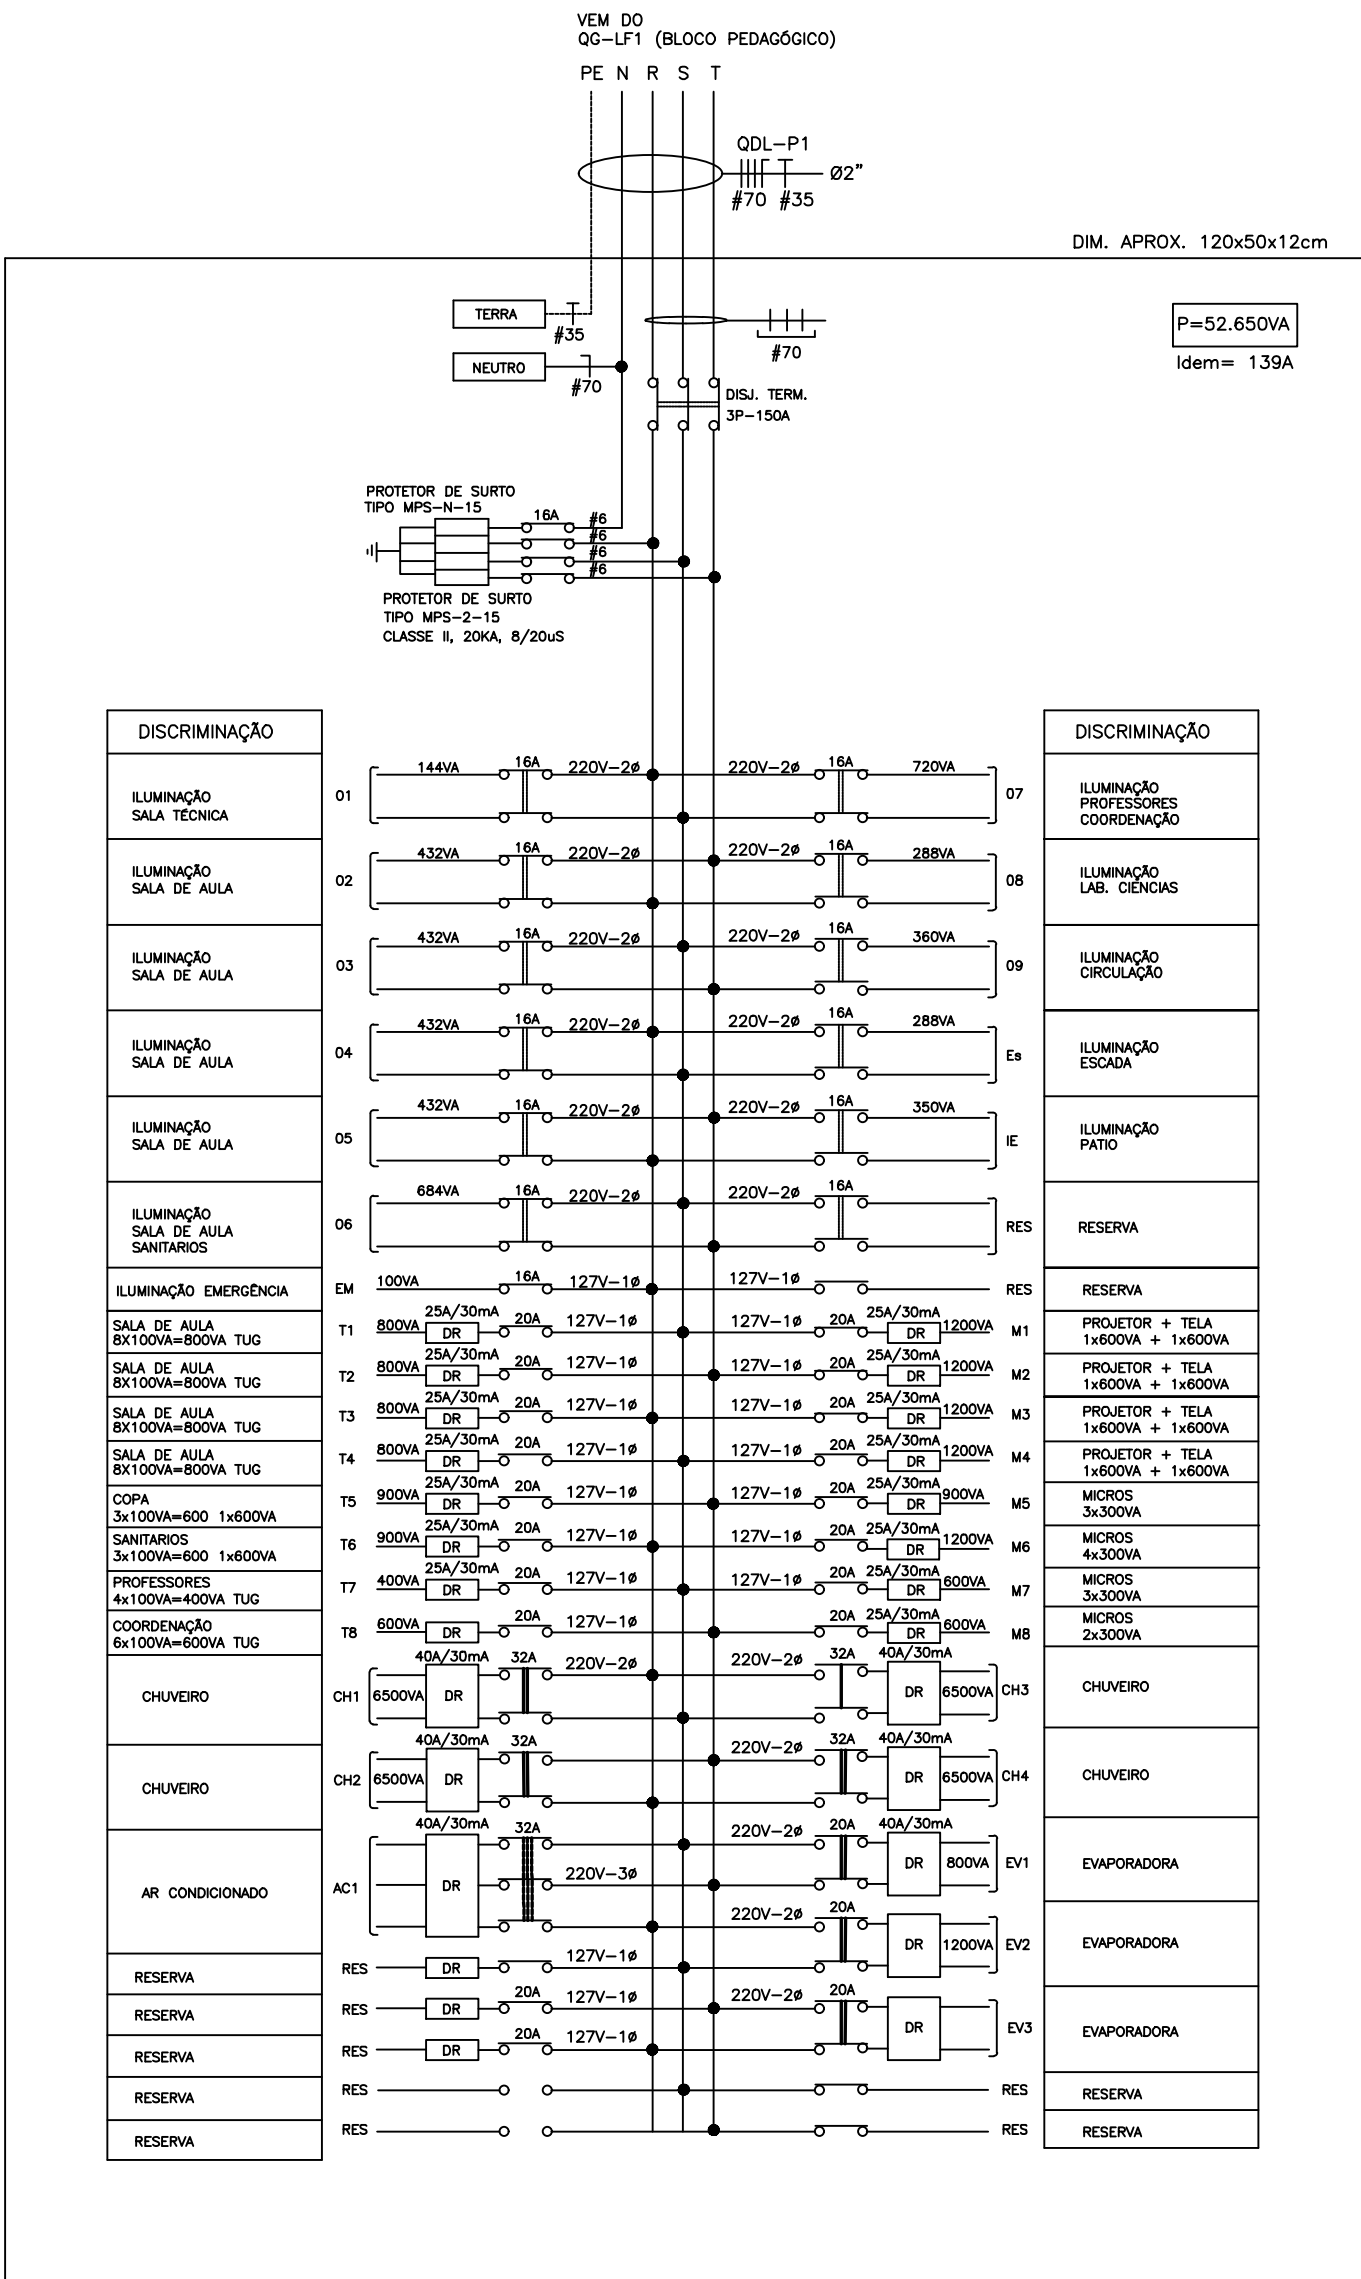 VEM DO
QG-LF1 (BLOCO PEDAGÓGICO)
PE N R S T
QDL-P1
Ø2"
#70 #35
DIM. APROX. 120x50x12cm
TERRA
#35
NEUTRO
#70
#70
P=52.650VA
Idem= 139A
DISJ. TERM.
3P-150A
PROTETOR DE SURTO
TIPO MPS-N-15
16A #6
#6
#6
#6
PROTETOR DE SURTO
TIPO MPS-2-15
CLASSE II, 20KA, 8/20uS
DISCRIMINAÇÃO
DISCRIMINAÇÃO
ILUMINAÇÃO
SALA TÉCNICA
01 144VA 16A 220V-2ø 220V-2ø 16A 720VA 07
ILUMINAÇÃO
PROFESSORES
COORDENAÇÃO
ILUMINAÇÃO
SALA DE AULA
02 432VA 16A 220V-2ø 220V-2ø 16A 288VA 08
ILUMINAÇÃO
LAB. CIENCIAS
ILUMINAÇÃO
SALA DE AULA
03 432VA 16A 220V-2ø 220V-2ø 16A 360VA 09
ILUMINAÇÃO
CIRCULAÇÃO
ILUMINAÇÃO
SALA DE AULA
04 432VA 16A 220V-2ø 220V-2ø 16A 288VA Es
ILUMINAÇÃO
ESCADA
ILUMINAÇÃO
SALA DE AULA
05 432VA 16A 220V-2ø 220V-2ø 16A 350VA IE
ILUMINAÇÃO
PATIO
ILUMINAÇÃO
SALA DE AULA
SANITARIOS
06 684VA 16A 220V-2ø 220V-2ø 16A RES
RESERVA
ILUMINAÇÃO EMERGÊNCIA
EM 100VA 16A 127V-1ø 127V-1ø RES
RESERVA
SALA DE AULA
8X100VA=800VA TUG
T1 800VA 25A/30mA DR 20A 127V-1ø 127V-1ø 20A 25A/30mA DR 1200VA M1
PROJETOR + TELA
1x600VA + 1x600VA
SALA DE AULA
8X100VA=800VA TUG
T2 800VA 25A/30mA DR 20A 127V-1ø 127V-1ø 20A 25A/30mA DR 1200VA M2
PROJETOR + TELA
1x600VA + 1x600VA
SALA DE AULA
8X100VA=800VA TUG
T3 800VA 25A/30mA DR 20A 127V-1ø 127V-1ø 20A 25A/30mA DR 1200VA M3
PROJETOR + TELA
1x600VA + 1x600VA
SALA DE AULA
8X100VA=800VA TUG
T4 800VA 25A/30mA DR 20A 127V-1ø 127V-1ø 20A 25A/30mA DR 1200VA M4
PROJETOR + TELA
1x600VA + 1x600VA
COPA
3x100VA=600 1x600VA
T5 900VA 25A/30mA DR 20A 127V-1ø 127V-1ø 20A 25A/30mA DR 900VA M5
MICROS
3x300VA
SANITARIOS
3x100VA=600 1x600VA
T6 900VA 25A/30mA DR 20A 127V-1ø 127V-1ø 20A 25A/30mA DR 1200VA M6
MICROS
4x300VA
PROFESSORES
4x100VA=400VA TUG
T7 400VA 25A/30mA DR 20A 127V-1ø 127V-1ø 20A 25A/30mA DR 600VA M7
MICROS
3x300VA
COORDENAÇÃO
6x100VA=600VA TUG
T8 600VA DR 20A 127V-1ø 20A 25A/30mA DR 600VA M8
MICROS
2x300VA
CHUVEIRO
CH1 6500VA 40A/30mA DR 32A 220V-2ø 220V-2ø 32A 40A/30mA DR 6500VA CH3
CHUVEIRO
CHUVEIRO
CH2 6500VA 40A/30mA DR 32A 220V-2ø 32A 40A/30mA DR 6500VA CH4
CHUVEIRO
AR CONDICIONADO
AC1 40A/30mA DR 32A 220V-3ø
220V-2ø 20A 40A/30mA DR 800VA EV1
EVAPORADORA
220V-2ø 20A DR 1200VA EV2
EVAPORADORA
RESERVA
RES DR 127V-1ø
RESERVA
RES DR 20A 127V-1ø
220V-2ø 20A DR EV3
EVAPORADORA
RESERVA
RES DR 20A 127V-1ø
RESERVA
RES RES
RESERVA
RESERVA
RES RES
RESERVA